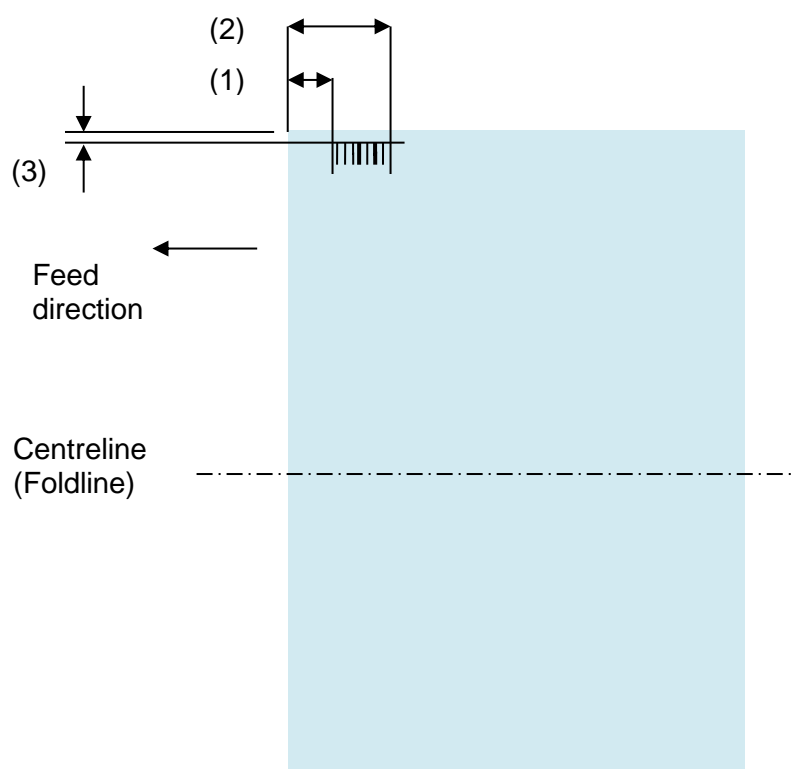 (2)
(1)
(3)
Feed
direction
Centreline
(Foldline)